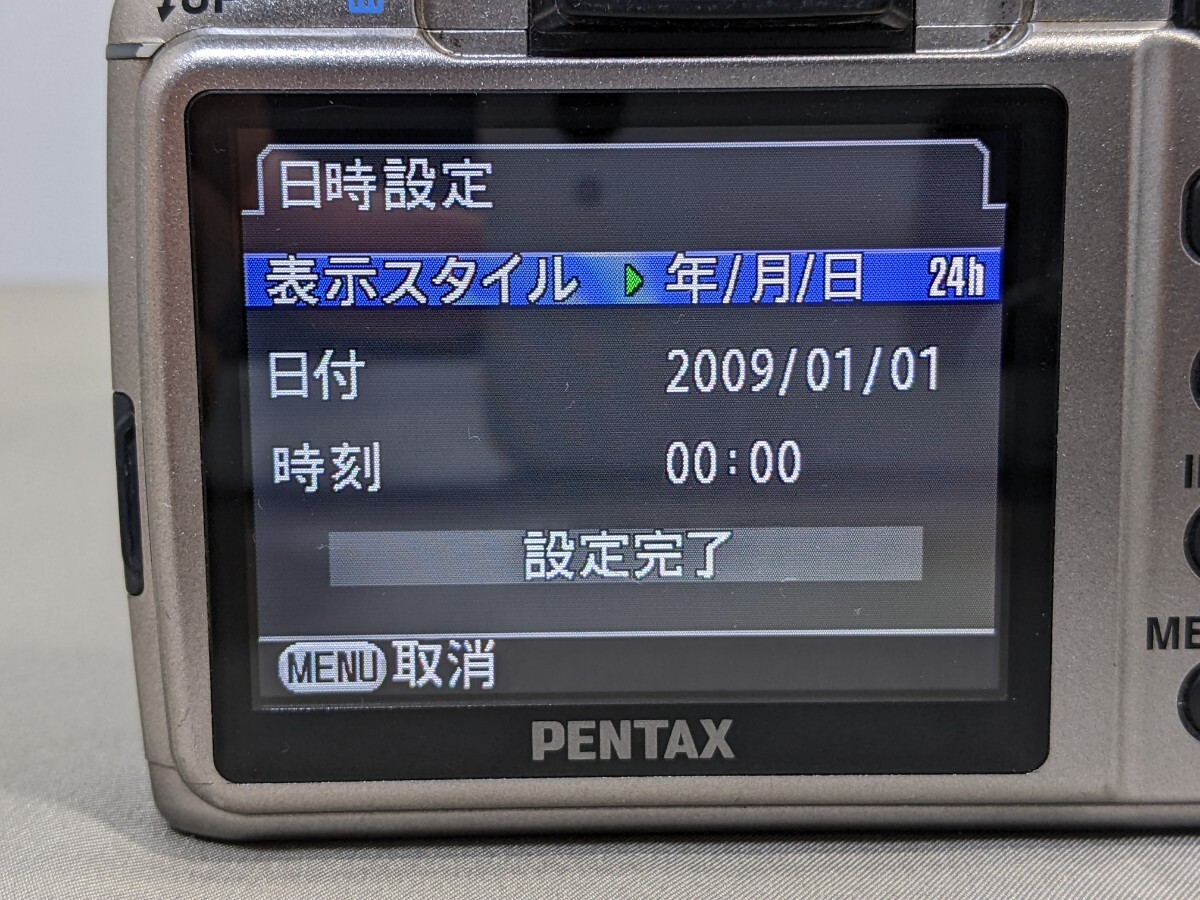 日時設定
表示スタイル 年/月/日 24h
日付 2009/01/01
時刻 00:00
設定完了
MENU 取消
PENTAX